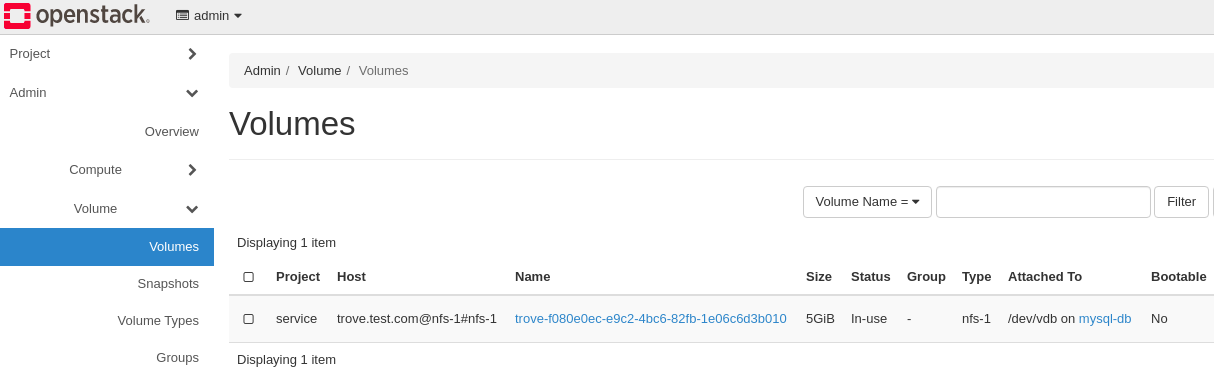 openstack. admin
Project
Admin
Overview
Compute
Volume
Volumes
Snapshots
Volume Types
Groups
Admin / Volume / Volumes
Volumes
Volume Name = Filter
Displaying 1 item
Project Host Name Size Status Group Type Attached To Bootable
service trove.test.com@nfs-1#nfs-1 trove-f080e0ec-e9c2-4bc6-82fb-1e06c6d3b010 5GiB In-use - nfs-1 /dev/vdb on mysql-db No
Displaying 1 item